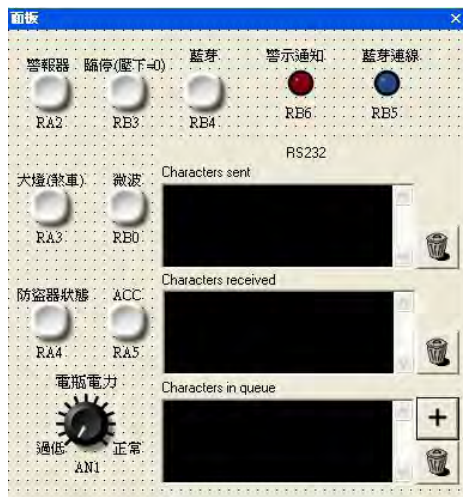 面板
警報器 臨停(壓下=0) 藍芽 警示通知 藍芽連線
RA2 RB3 RB4 RB6 RB5
RS232
大燈(煞車) 微波
RA3 RB0
Characters sent
防盜器狀態 ACC
RA4 RA5
Characters received
電瓶電力
過低 正常
AN1
Characters in queue
+